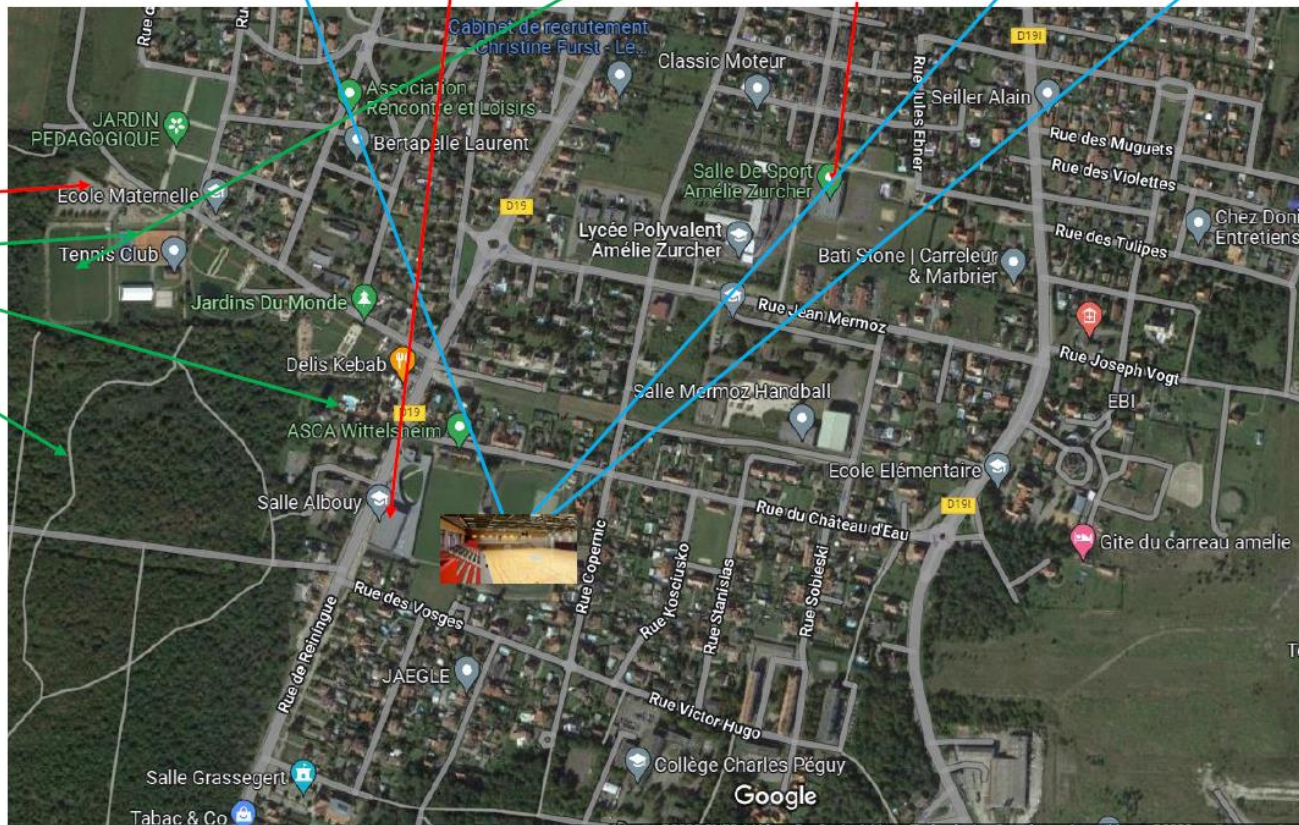 Rue d
Ru
Cabinet de recrutement
Christine Furst - Le...
D19I
Classic Moteur
Association
Rencontre et Loisirs
Rue Jules Ebner
Seiller Alain
JARDIN
PEDAGOGIQUE
Bertapelle Laurent
Rue des Muguets
Salle De Sport
Amélie Zurcher
Rue des Violettes
Ecole Maternelle
D19
Chez Doni
Entretiens
Lycée Polyvalent
Amélie Zurcher
Rue des Tulipes
Tennis Club
Bati Stone | Carreleur
& Marbrier
Jardins Du Monde
Rue Jean Mermoz
Delis Kebab
Rue Joseph Vogt
Salle Mermoz Handball
EBI
D19
ASCA Wittelsheim
Ecole Elémentaire
Salle Albouy
Rue du Château d'Eau
D19I
Gite du carreau amelie
Rue Copernic
Rue Kosciusko
Rue Stanislas
Rue Sobieski
Rue des Vosges
Rue de Reiningue
JAEGLE
Rue Victor Hugo
Collège Charles Péguy
Salle Grassegert
Google
Tabac & Co